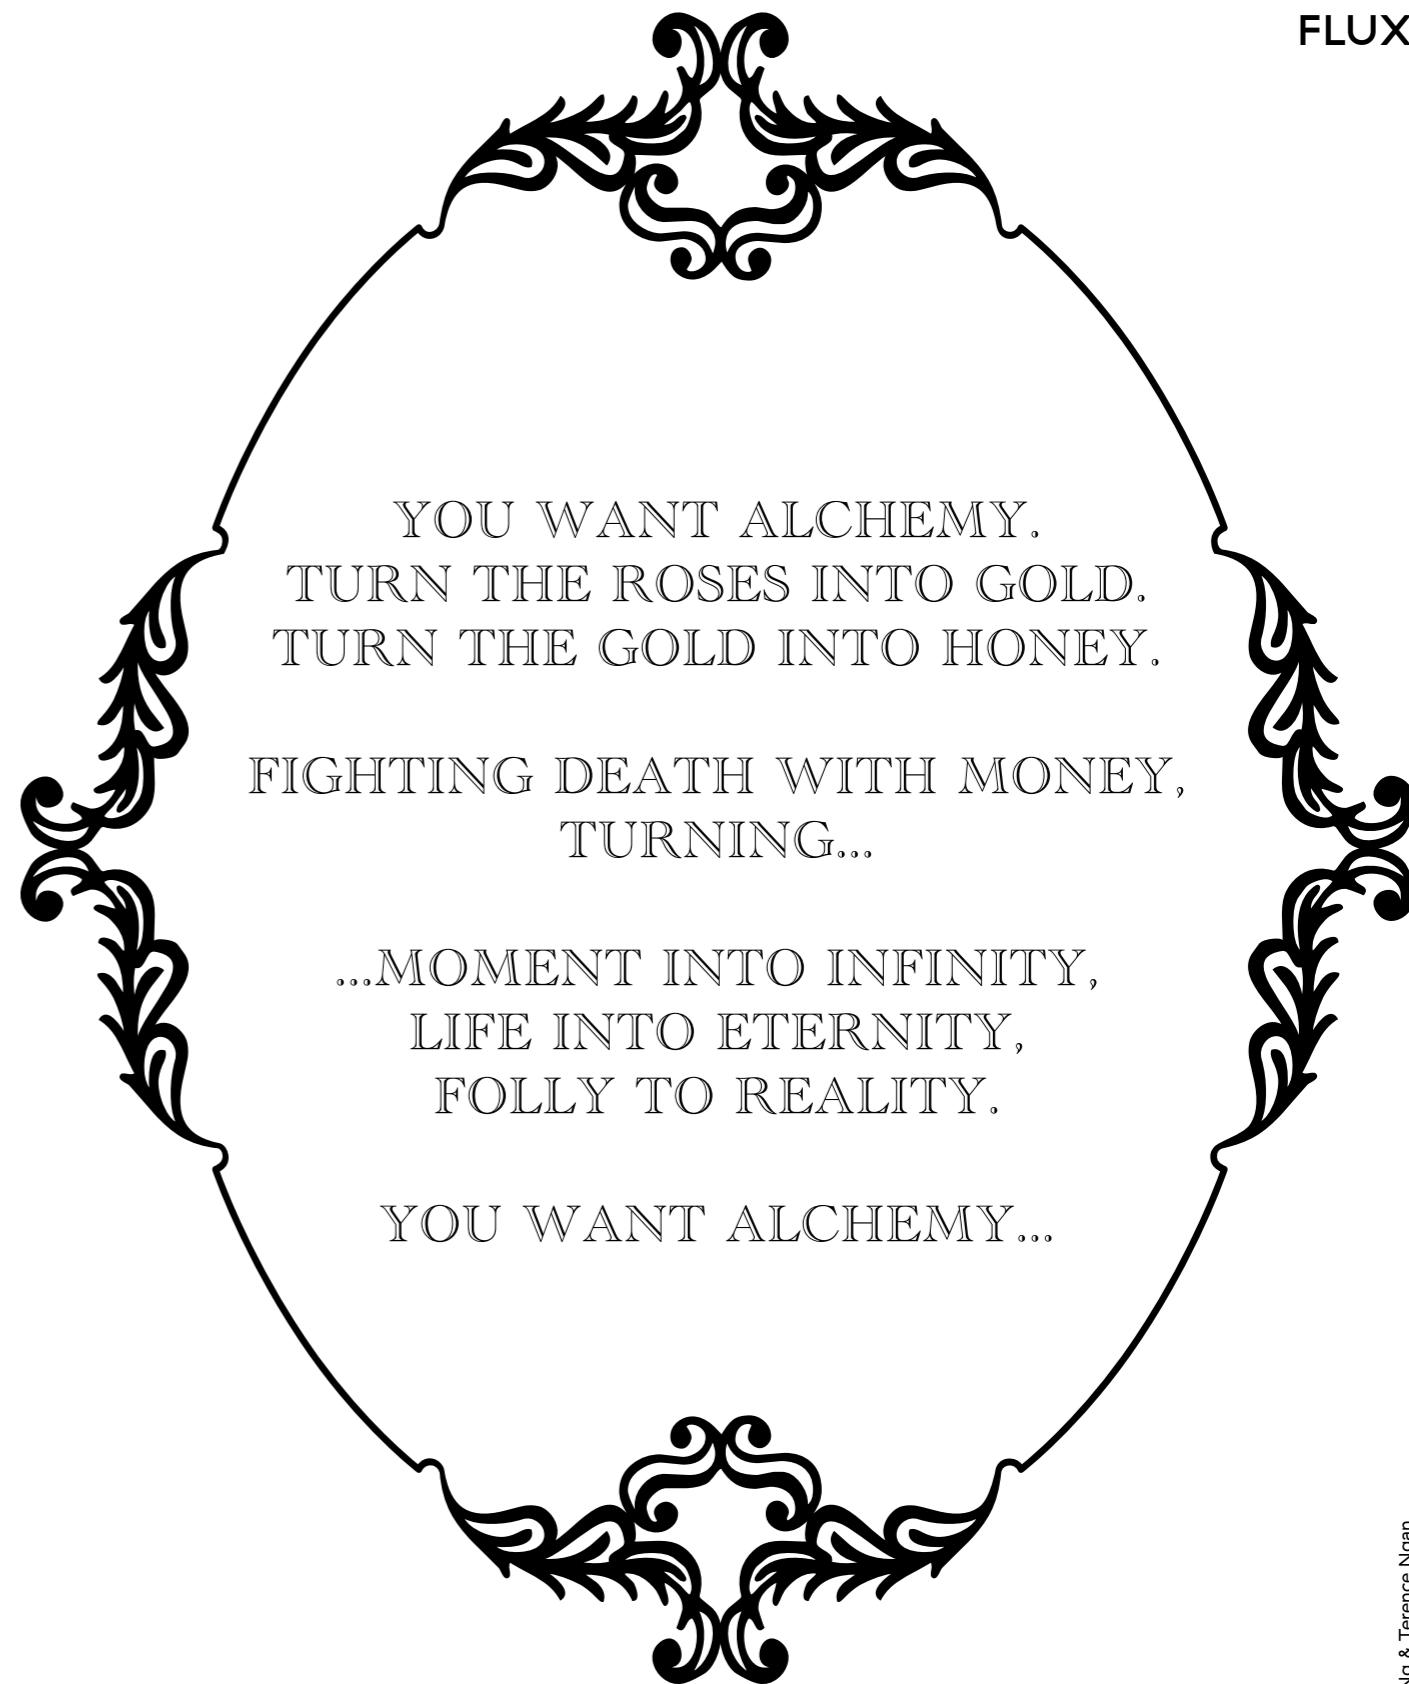 FLUX
YOU WANT ALCHEMY.
TURN THE ROSES INTO GOLD.
TURN THE GOLD INTO HONEY.
FIGHTING DEATH WITH MONEY,
TURNING...
...MOMENT INTO INFINITY,
LIFE INTO ETERNITY,
FOLLY TO REALITY.
YOU WANT ALCHEMY...
& Terence Ngan